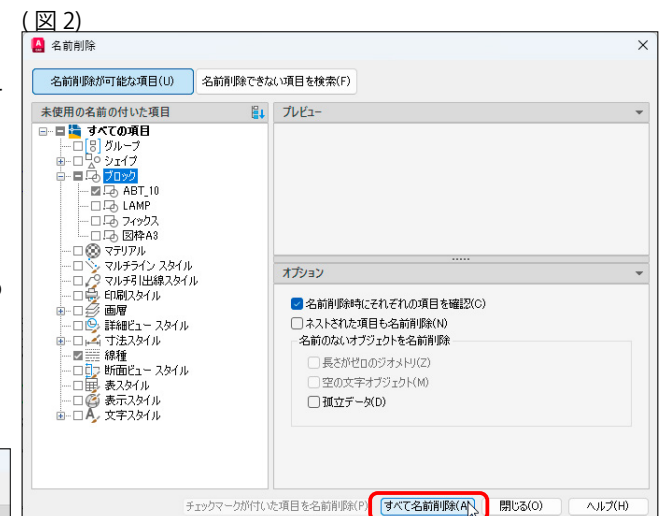 (図2)
名前削除
名前削除が可能な項目(U)
名前削除できない項目を検索(F)
未使用の名前の付いた項目
プレビュー
すべての項目
グループ
シェイプ
ブロック
ABT_10
LAMP
フィックス
図枠A3
マテリアル
マルチライン スタイル
マルチ引出線スタイル
印刷スタイル
画層
詳細ビュー スタイル
寸法スタイル
線種
断面ビュー スタイル
表スタイル
表示スタイル
文字スタイル
オプション
名前削除時にそれぞれの項目を確認(C)
ネストされた項目も名前削除(N)
名前のないオブジェクトを名前削除
長さがゼロのジオメトリ(Z)
空の文字オブジェクト(M)
孤立データ(D)
チェックマークが付いた項目を名前削除(P)
すべて名前削除(A)
閉じる(O)
ヘルプ(H)